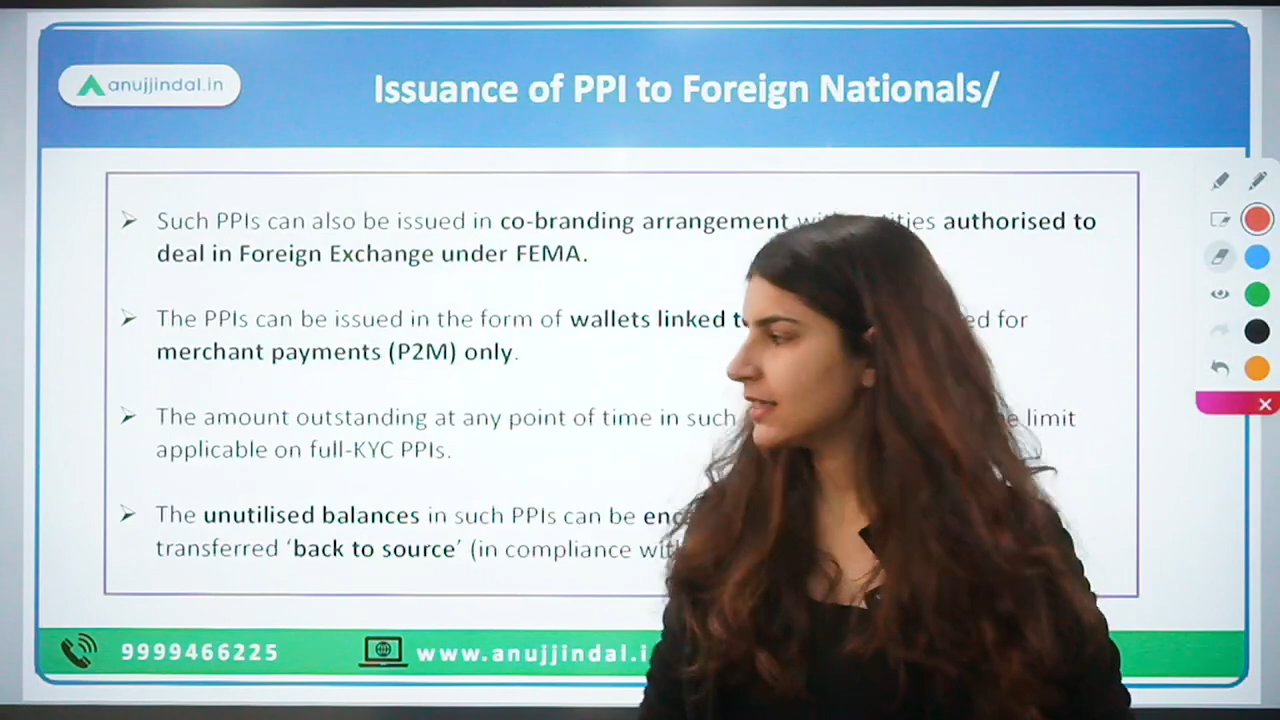 anujjindal.in
Issuance of PPI to Foreign Nationals/
➢ Such PPIs can also be issued in co-branding arrangement authorised to
deal in Foreign Exchange under FEMA.
➢ The PPIs can be issued in the form of wallets linked for
merchant payments (P2M) only.
➢ The amount outstanding at any point of time in such limit
applicable on full-KYC PPIs.
➢ The unutilised balances in such PPIs can be
transferred ‘back to source’ (in compliance
9999466225
www.anujjindal.i